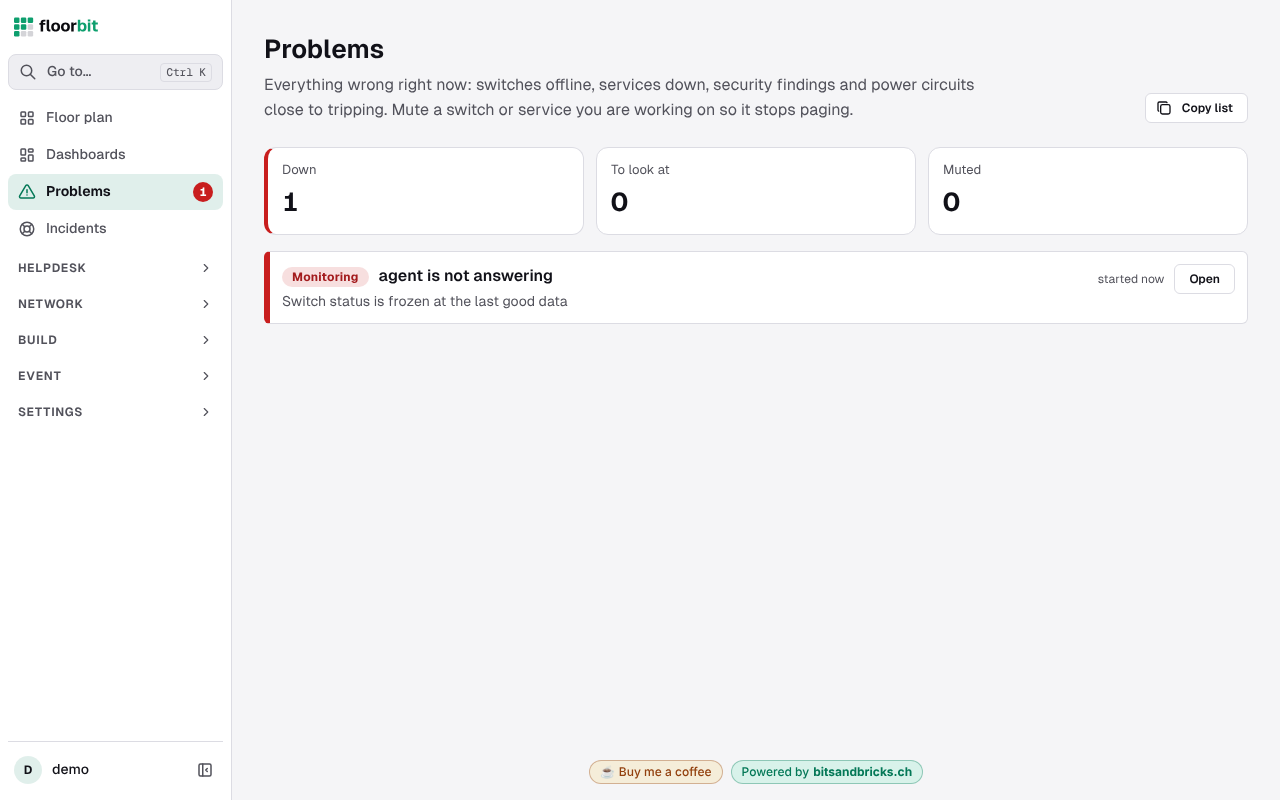 floorbit
Go to...
Ctrl K
Floor plan
Dashboards
Problems
1
Incidents
HELPDESK
NETWORK
BUILD
EVENT
SETTINGS
D
demo
Problems
Everything wrong right now: switches offline, services down, security findings and power circuits
close to tripping. Mute a switch or service you are working on so it stops paging.
Copy list
Down
1
To look at
0
Muted
0
Monitoring
agent is not answering
Switch status is frozen at the last good data
started now
Open
☕ Buy me a coffee
Powered by bitsandbricks.ch